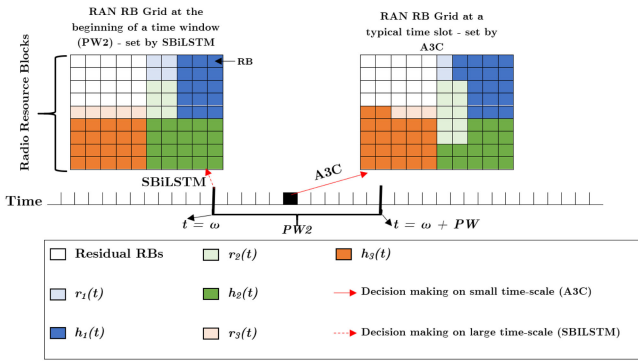 RAN RB Grid at the
beginning of a time window
(PW2) - set by SBiLSTM
RAN RB Grid at a
typical time slot - set by
A3C
RB
Radio Resource Blocks
SBiLSTM
A3C
Time
t = ω
PW2
t = ω + PW
Residual RBs
r₂(t)
h₃(t)
r₁(t)
h₂(t)
Decision making on small time-scale (A3C)
h₁(t)
r₃(t)
Decision making on large time-scale (SBILSTM)